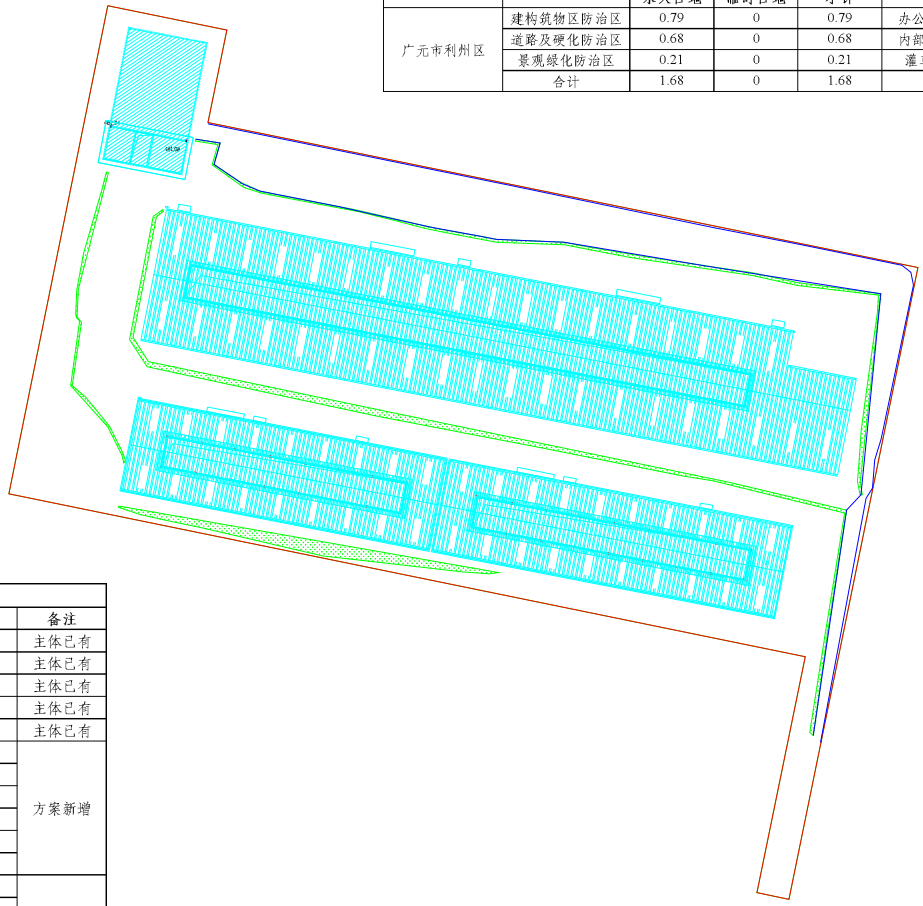 建构筑物区防治区 0.79 0 0.79 办公
广元市利州区 道路及硬化防治区 0.68 0 0.68 内部
景观绿化防治区 0.21 0 0.21
合计 1.68 0 1.68
备注
主体已有
主体已有
主体已有
主体已有
主体已有
方案新增